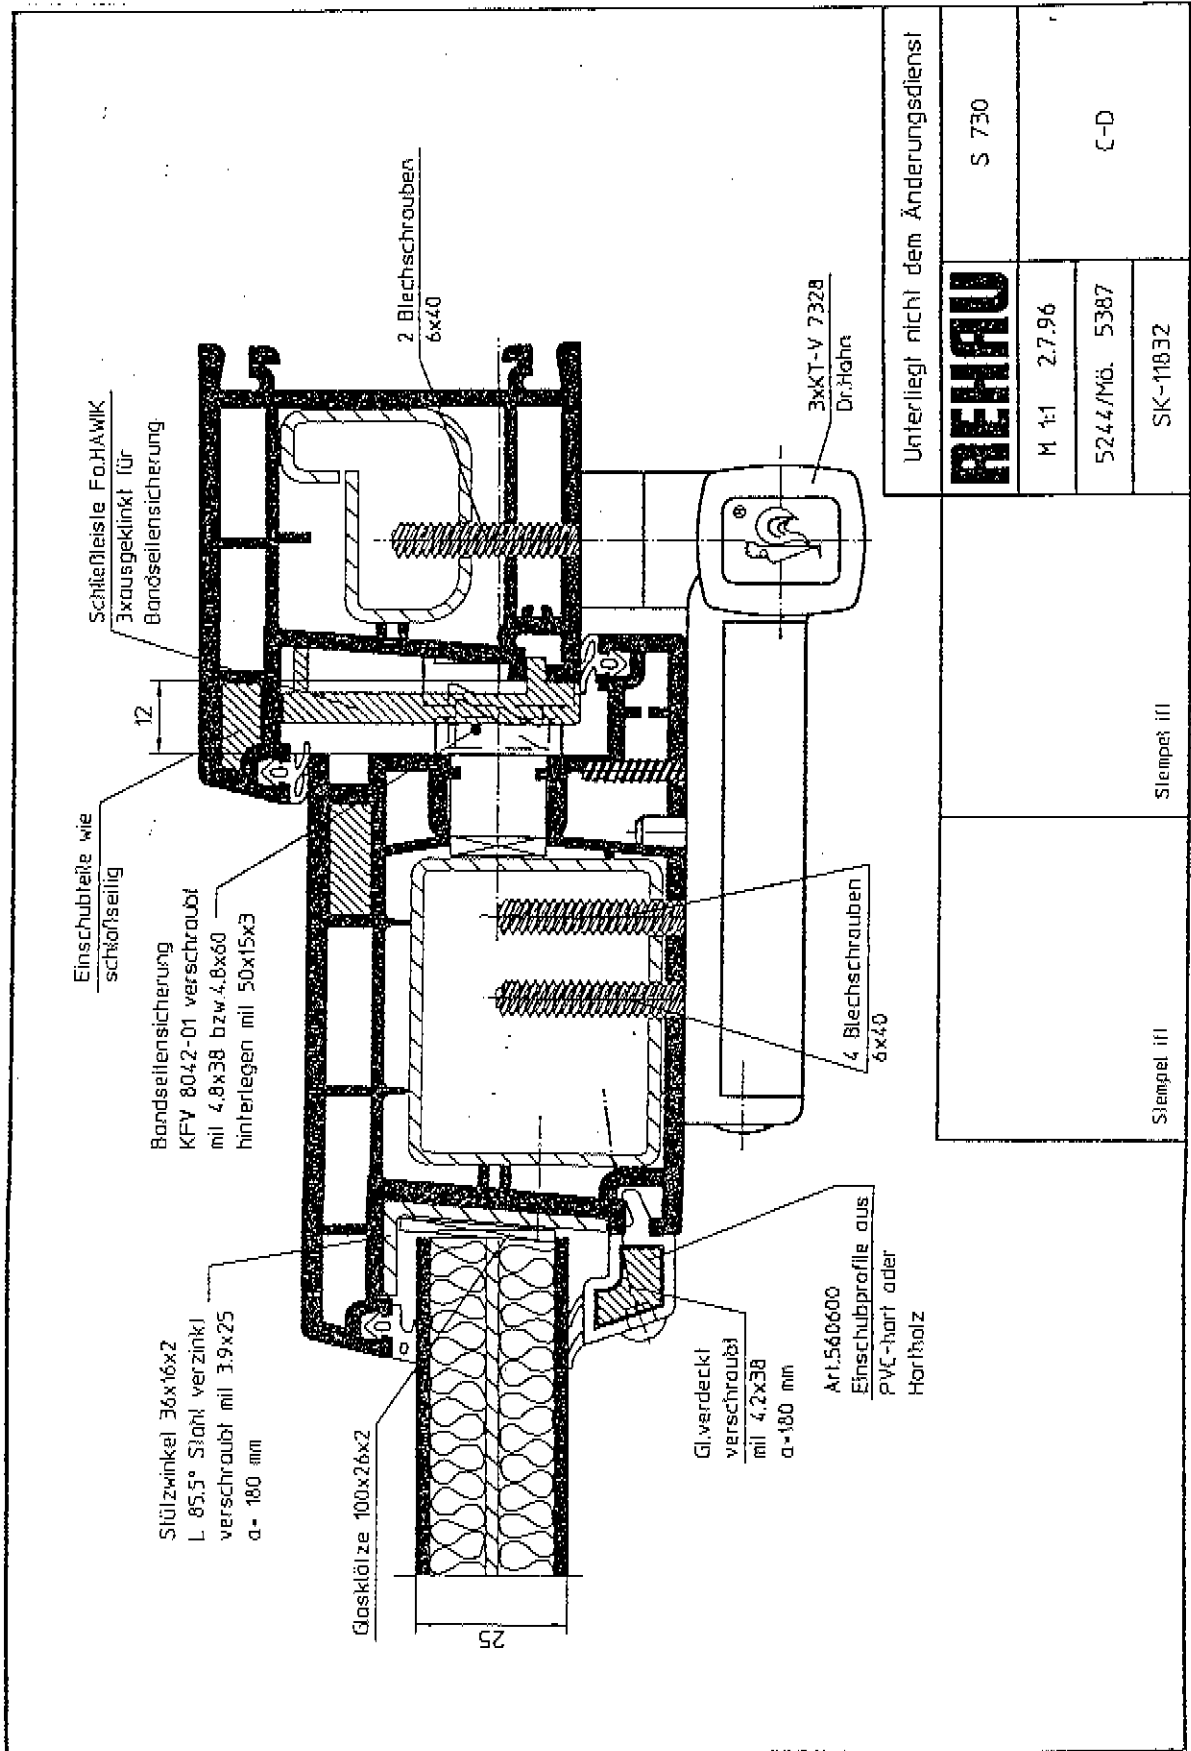 Stützwinkel 36x16x2
L 85.5° Stahl verzinkt
verschraubt mit 3.9x25
a= 180 mm
Glasklötze 100x26x2
25
Bandseitensicherung
KFV 8042-01 verschraubt
mit 4.8x38 bzw.4.8x60
hinterlegen mit 50x15x3
Einschubteile wie
schloßseitig
12
Schließleiste Fa.HAWIK
3xausgeklinkt für
Bandseitensicherung
2 Blechschrauben
6x40
3xKT-V 7328
Dr.Hahn
®
4 Blechschrauben
6x40
Gl.verdeckt
verschraubt
mit 4.2x38
a=180 mm
Art.560600
Einschubprofile aus
PVC-hart oder
Hartholz
Unterliegt nicht dem Änderungsdienst
REHAU
S 730
M 1:1 2.7.96
5244/Mö. 5387
C-D
SK-11832
Stempel ift
Stempel ift